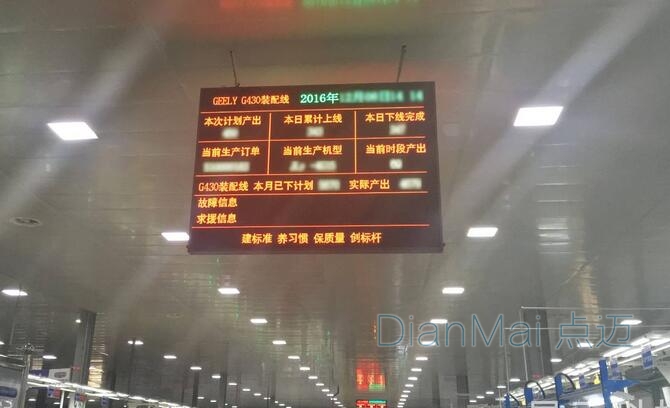 GEELY G430装配线 2016年
本次计划产出 本日累计上线 本日下线完成
当前生产订单 当前生产机型 当前时段产出
G430装配线 本月已下计划 实际产出
故障信息
求援信息
建标准 养习惯 保质量 剑标杆
DianMai 点迈